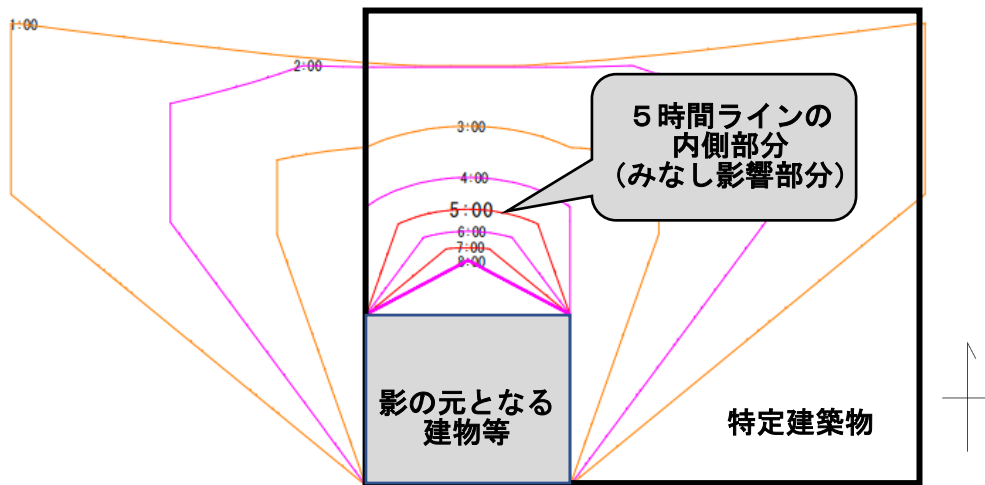 1:00
2:00
3:00
4:00
5:00
6:00
7:00
8:00
５時間ラインの
内側部分
（みなし影響部分）
影の元となる
建物等
特定建築物